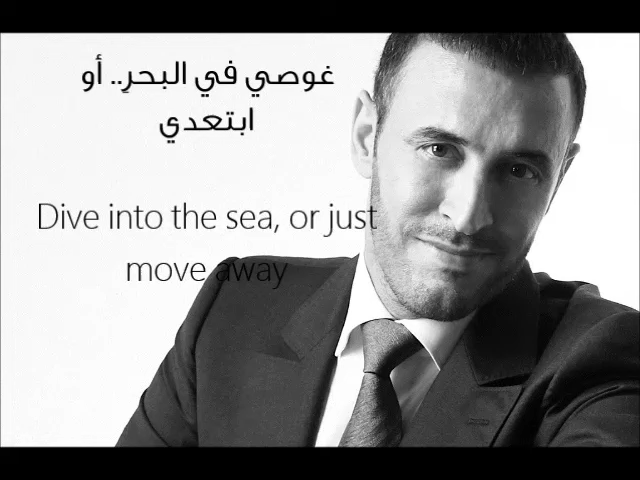 غوصي في البحرِ.. أو
ابتعدي
Dive into the sea, or just
move away